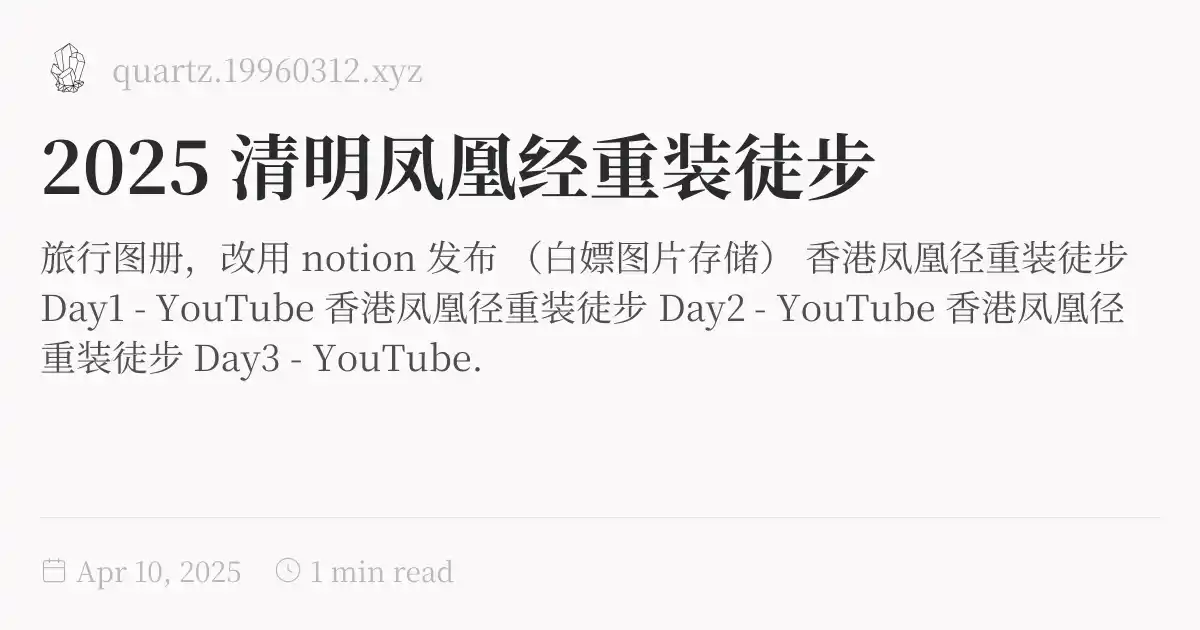 quartz.19960312.xyz
2025 清明凤凰经重装徒步
旅行图册，改用 notion 发布 （白嫖图片存储） 香港凤凰径重装徒步
Day1 - YouTube 香港凤凰径重装徒步 Day2 - YouTube 香港凤凰径
重装徒步 Day3 - YouTube.
Apr 10, 2025 1 min read